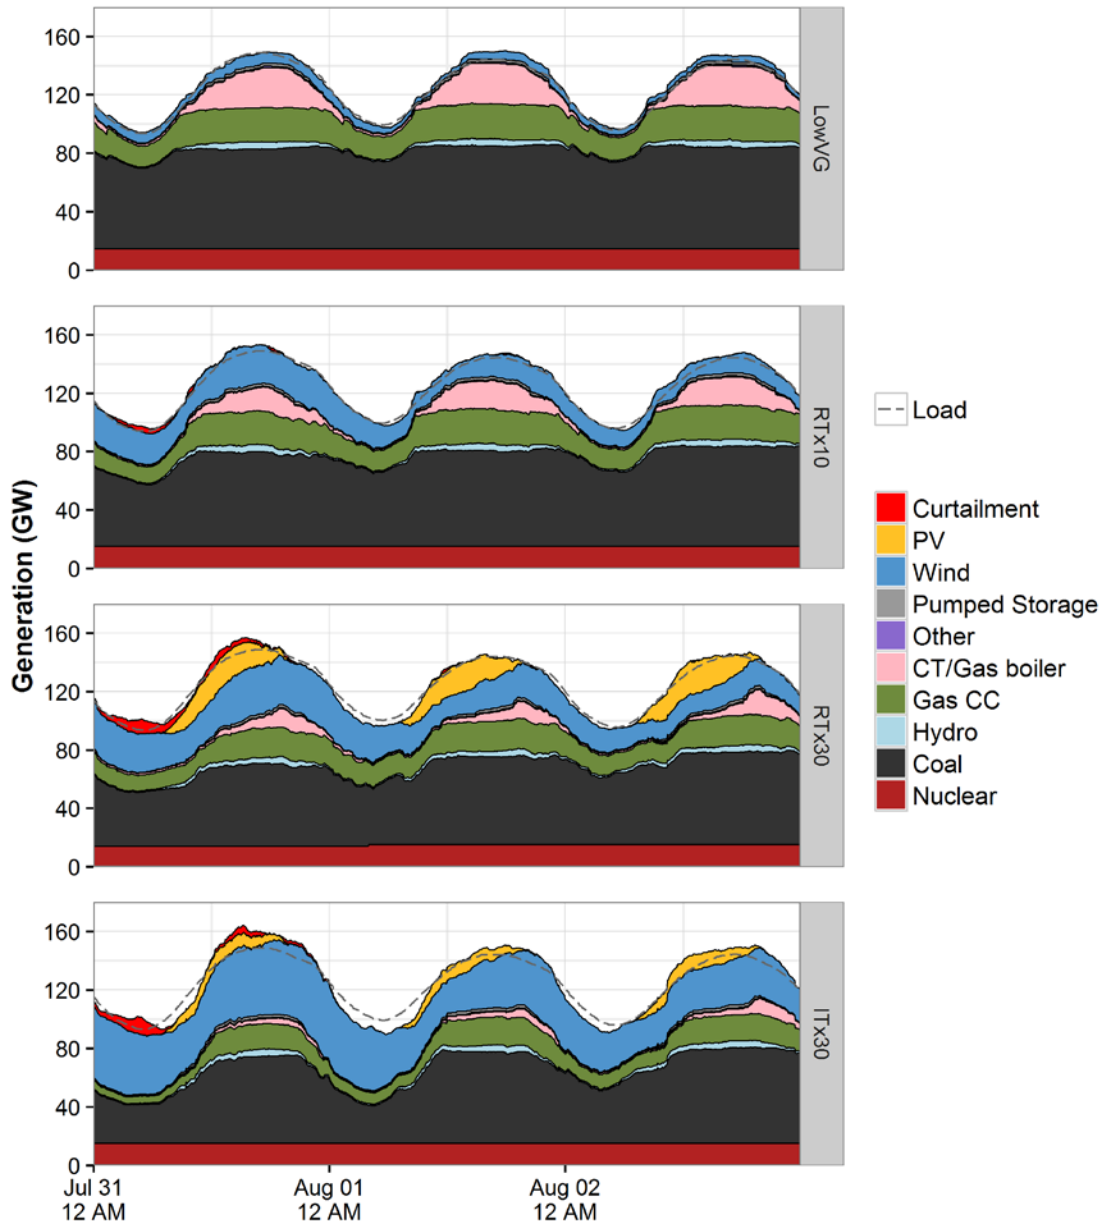 Generation (GW)
160
120
80
40
0
LowVG
160
120
80
40
0
RTx10
160
120
80
40
0
RTx30
160
120
80
40
0
ITx30
Jul 31
12 AM
Aug 01
12 AM
Aug 02
12 AM
Load
Curtailment
PV
Wind
Pumped Storage
Other
CT/Gas boiler
Gas CC
Hydro
Coal
Nuclear